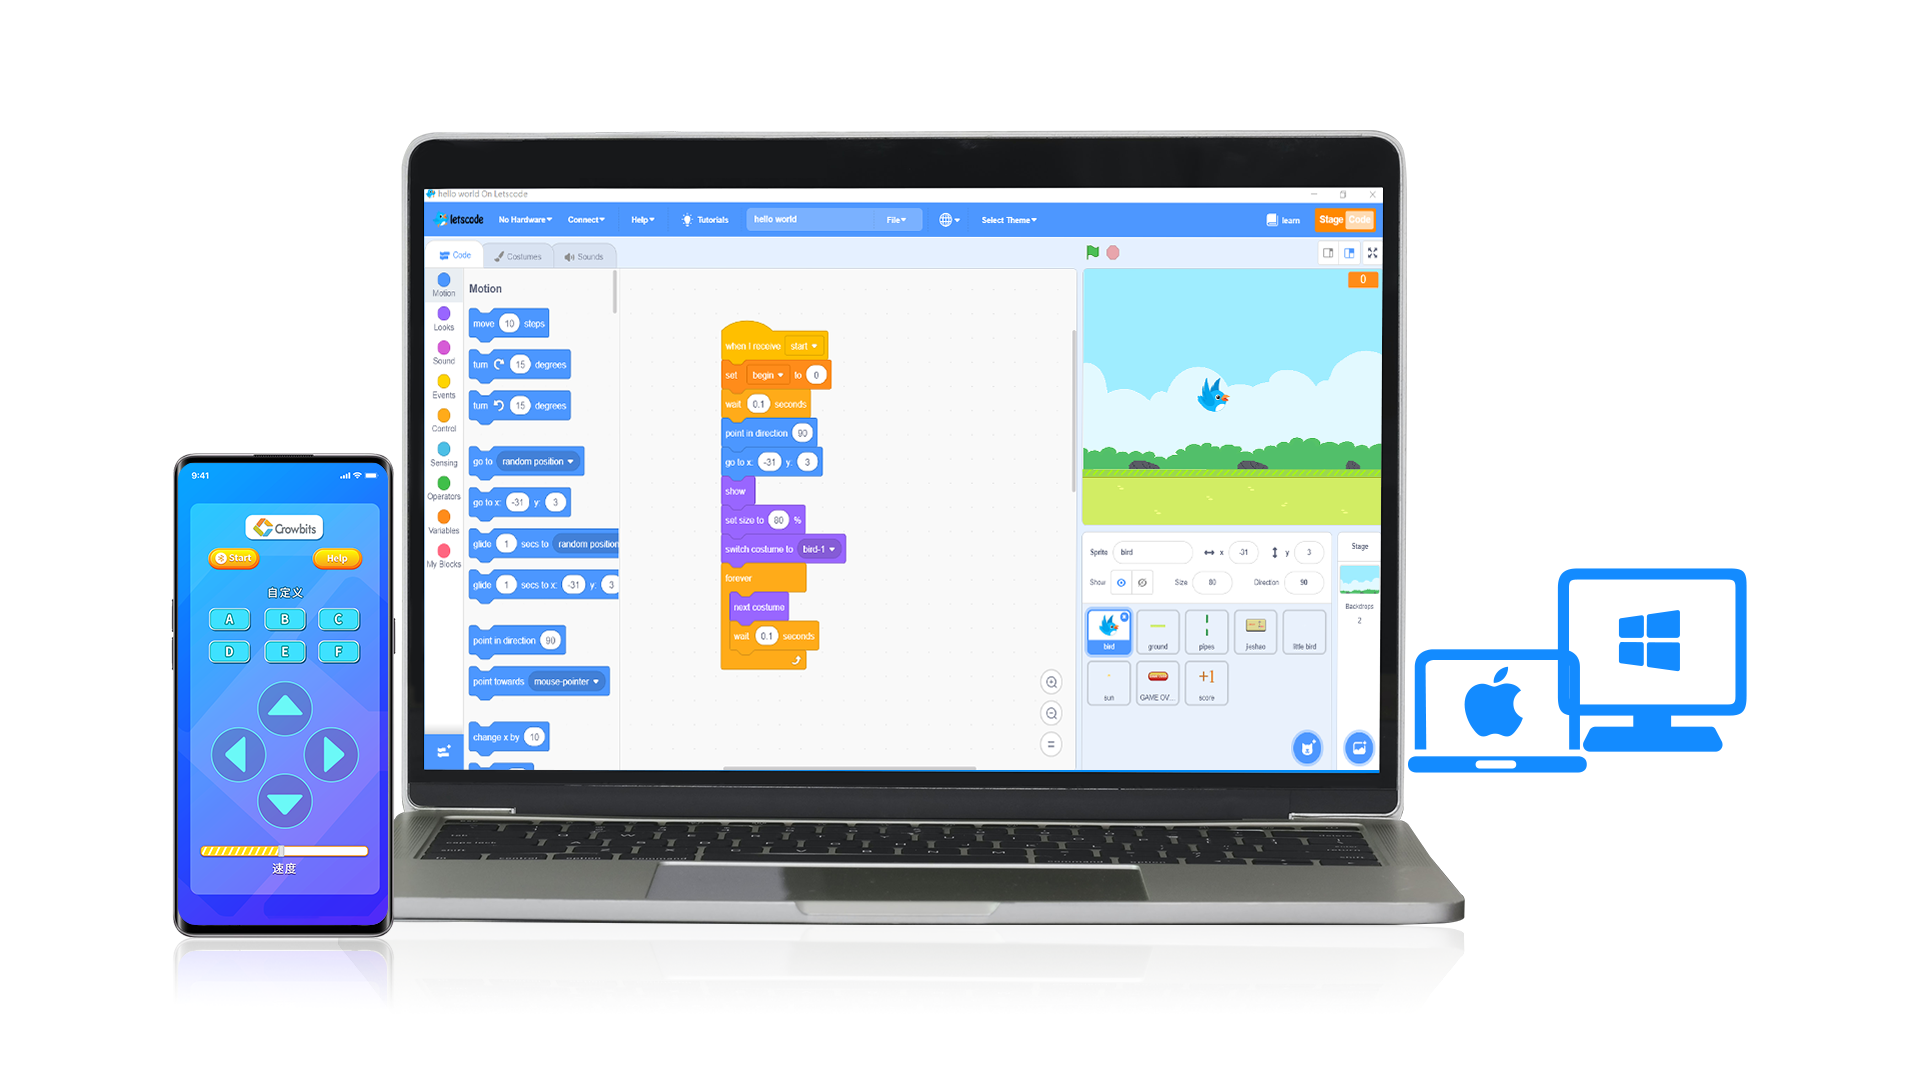 hello world On Letscode
letscode
No Hardware
Connect
Help
Tutorials
hello world
File
Select Theme
learn
Stage
Code
Code
Costumes
Sounds
Motion
Looks
Sound
Events
Control
Sensing
Operators
Variables
My Blocks
Motion
move 10 steps
turn 15 degrees
turn 15 degrees
go to random position
go to x: -31 y: 3
glide 1 secs to random position
glide 1 secs to x: -31 y: 3
point in direction 90
point towards mouse-pointer
change x by 10
when I receive start
set begin to 0
wait 0.1 seconds
point in direction 90
go to x: -31 y: 3
show
set size to 80 %
switch costume to bird-1
forever
next costume
wait 0.1 seconds
0
Sprite bird x -31 y 3
Show Size 80 Direction 90
bird
ground
pipes
jieshao
little bird
sun
GAME OV...
+1
score
Stage
Backdrops
2
9:41
Crowbits
Start
Help
自定义
A B C
D E F
速度